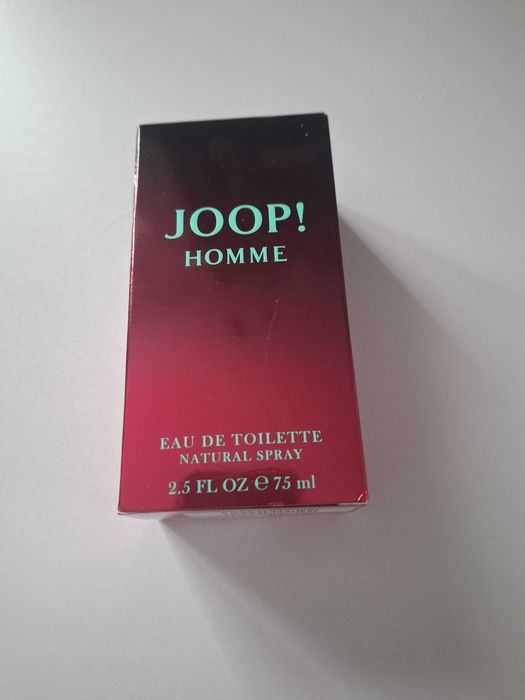 JOOP!
HOMME
EAU DE TOILETTE
NATURAL SPRAY
2.5 FL OZ ℮ 75 ml